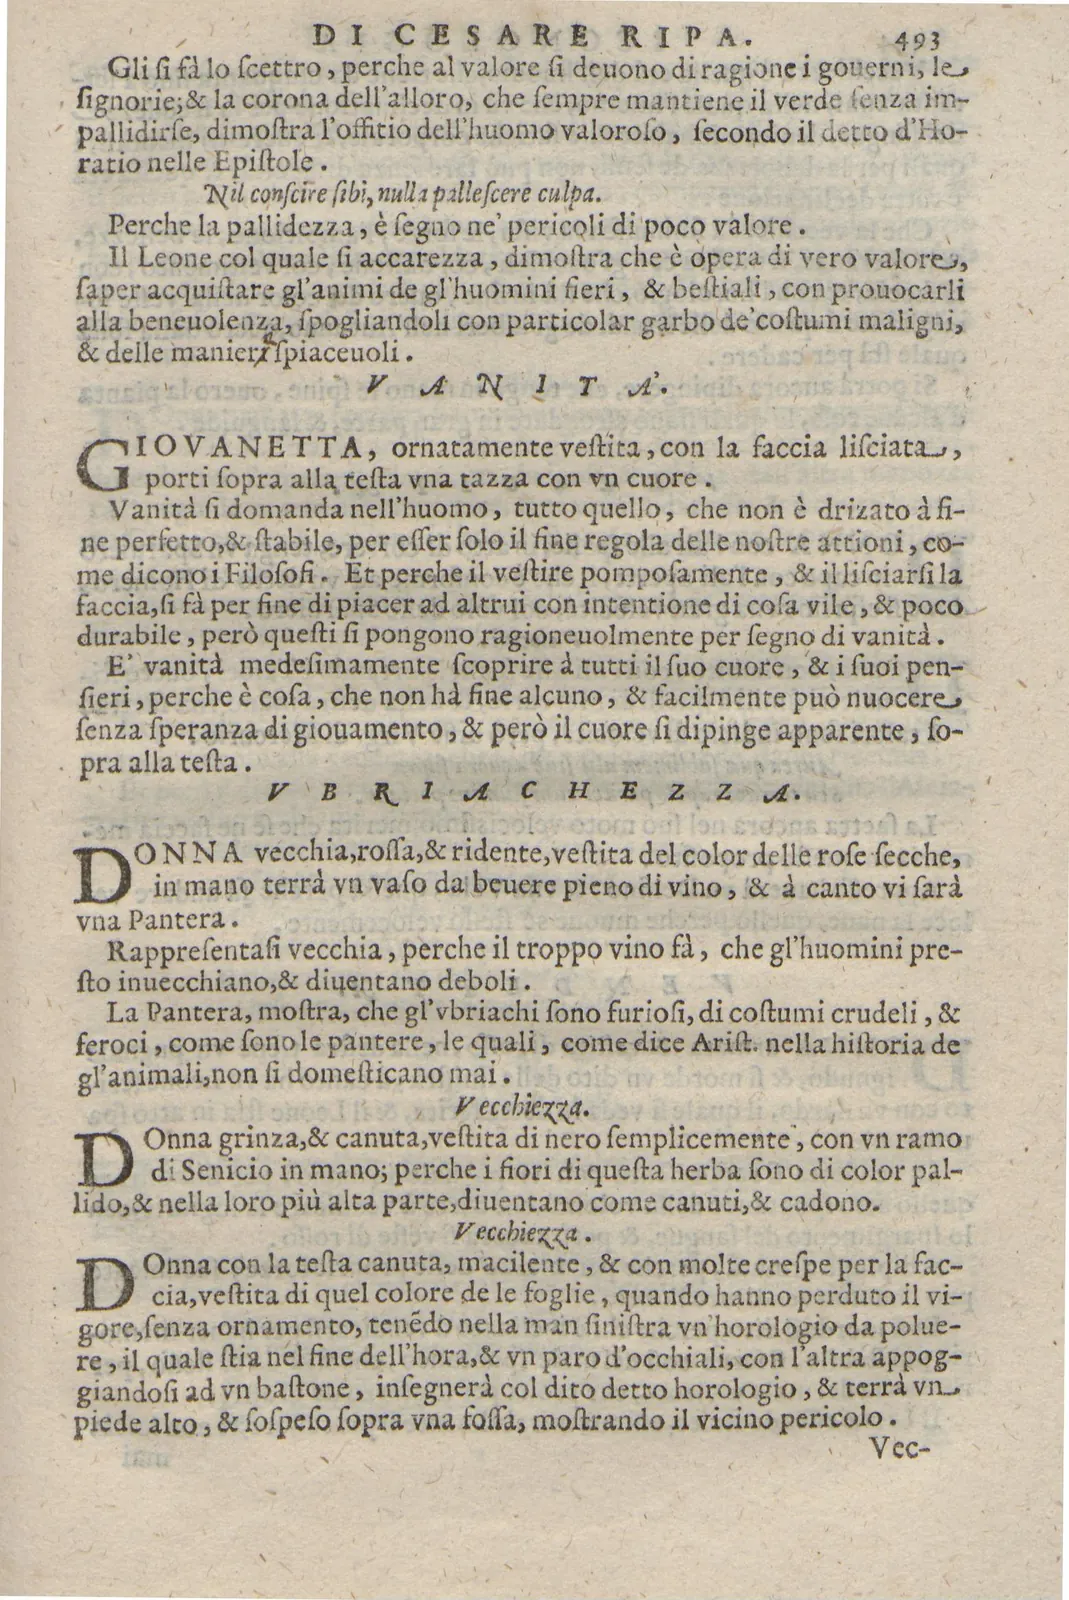 DI CESARE RIPA. 493
Gli ſi fà lo ſcettro, perche al valore ſi deuono di ragione i gouerni, le
ſignorie; & la corona dell'alloro, che ſempre mantiene il verde ſenza im-
pallidirſe, dimoſtra l'offitio dell'huomo valoroſo, ſecondo il detto d'Ho-
ratio nelle Epiſtole.
Nil conſcire ſibi, nulla palleſcere culpa.
Perche la pallidezza, è ſegno ne' pericoli di poco valore.
Il Leone col quale ſi accarezza, dimoſtra che è opera di vero valore,
ſaper acquiſtare gl'animi de gl'huomini fieri, & beſtiali, con prouocarli
alla beneuolenza, ſpogliandoli con particolar garbo de'coſtumi maligni,
& delle manier ſpiaceuoli.
VANITA'.
GIOVANETTA, ornatamente veſtita, con la faccia liſciata,
porti ſopra alla teſta vna tazza con vn cuore.
Vanità ſi domanda nell'huomo, tutto quello, che non è drizato à fi-
ne perfetto, & ſtabile, per eſſer ſolo il fine regola delle noſtre attioni, co-
me dicono i Filoſofi. Et perche il veſtire pompoſamente, & il liſciarſi la
faccia, ſi fà per fine di piacer ad altrui con intentione di coſa vile, & poco
durabile, però queſti ſi pongono ragioneuolmente per ſegno di vanità.
E' vanità medeſimamente ſcoprire à tutti il ſuo cuore, & i ſuoi pen-
ſieri, perche è coſa, che non hà fine alcuno, & facilmente può nuocere
ſenza ſperanza di giouamento, & però il cuore ſi dipinge apparente, ſo-
pra alla teſta.
VBRIACHEZZA.
DONNA vecchia, roſſa, & ridente, veſtita del color delle roſe ſecche,
in mano terrà vn vaſo da beuere pieno di vino, & à canto vi ſarà
vna Pantera.
Rappreſentaſi vecchia, perche il troppo vino fà, che gl'huomini pre-
ſto inuecchiano, & diuentano deboli.
La Pantera, moſtra, che gl'vbriachi ſono furioſi, di coſtumi crudeli, &
feroci, come ſono le pantere, le quali, come dice Ariſt. nella hiſtoria de
gl'animali, non ſi domeſticano mai.
Vecchiezza.
DOnna grinza, & canuta, veſtita di nero ſemplicemente, con vn ramo
di Senicio in mano; perche i fiori di queſta herba ſono di color pal-
lido, & nella loro più alta parte, diuentano come canuti, & cadono.
Vecchiezza.
DOnna con la teſta canuta, macilente, & con molte creſpe per la fac-
cia, veſtita di quel colore de le foglie, quando hanno perduto il vi-
gore, ſenza ornamento, tenẽdo nella man ſiniſtra vn'horologio da polue-
re, il quale ſtia nel fine dell'hora, & vn paro d'occhiali, con l'altra appog-
giandoſi ad vn baſtone, inſegnerà col dito detto horologio, & terrà vn
piede alto, & ſoſpeſo ſopra vna foſſa, moſtrando il vicino pericolo.
Vec-